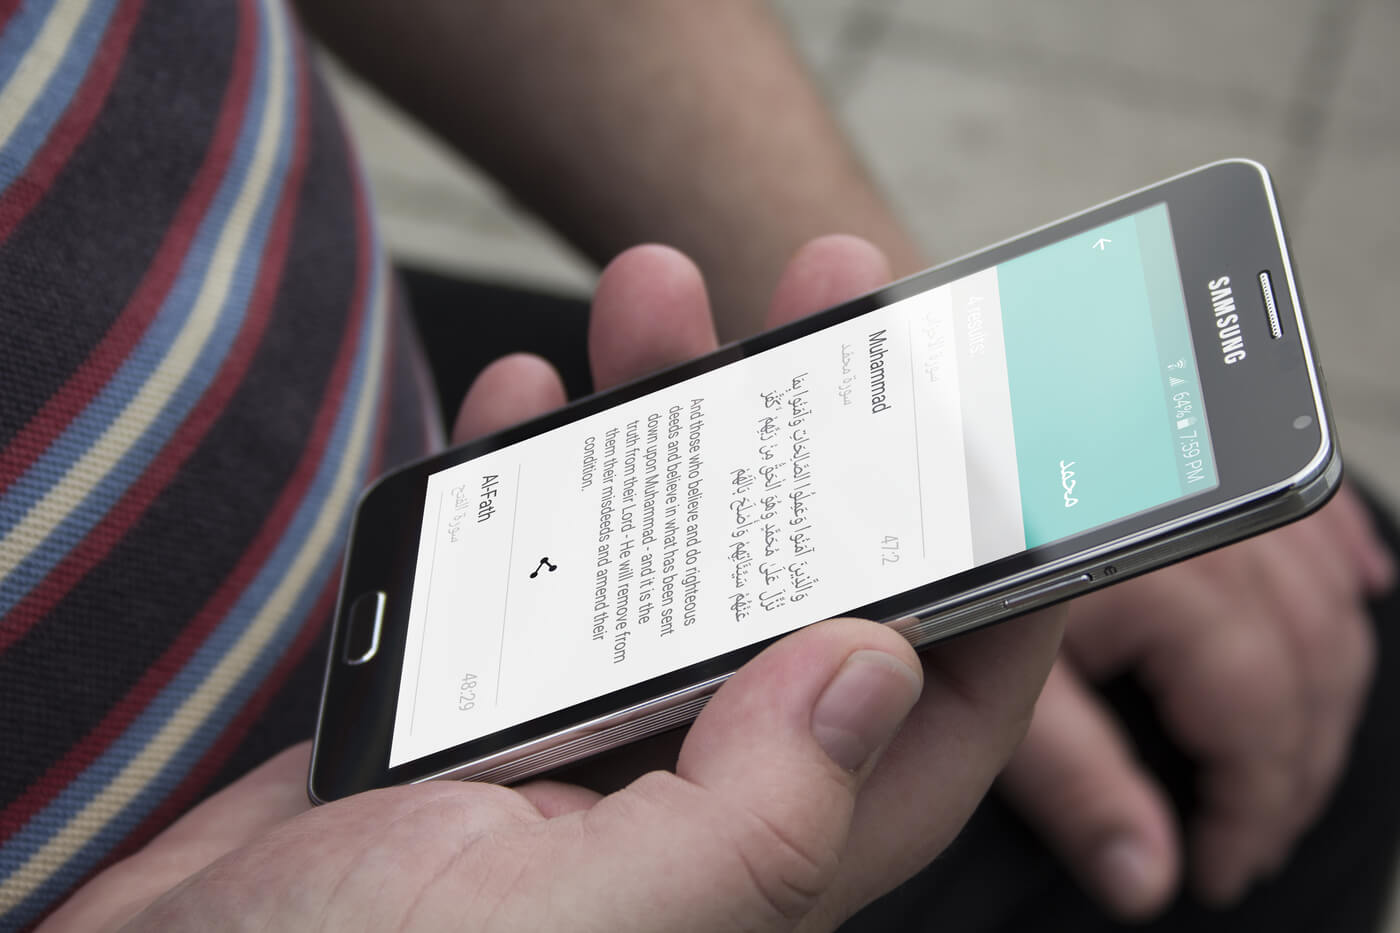 SAMSUNG
64% 7:59 PM
محمد
4 results:
سورة الأحزاب
Muhammad
47:2
سورة محمد
وَالَّذِينَ آمَنُوا وَعَمِلُوا الصَّالِحَاتِ وَآمَنُوا بِمَا
نُزِّلَ عَلَىٰ مُحَمَّدٍ وَهُوَ الْحَقُّ مِن رَّبِّهِمْ ۙ كَفَّرَ
عَنْهُمْ سَيِّئَاتِهِمْ وَأَصْلَحَ بَالَهُمْ
And those who believe and do righteous
deeds and believe in what has been sent
down upon Muhammad - and it is the
truth from their Lord - He will remove from
them their misdeeds and amend their
condition.
Al-Fath
48:29
سورة الفتح